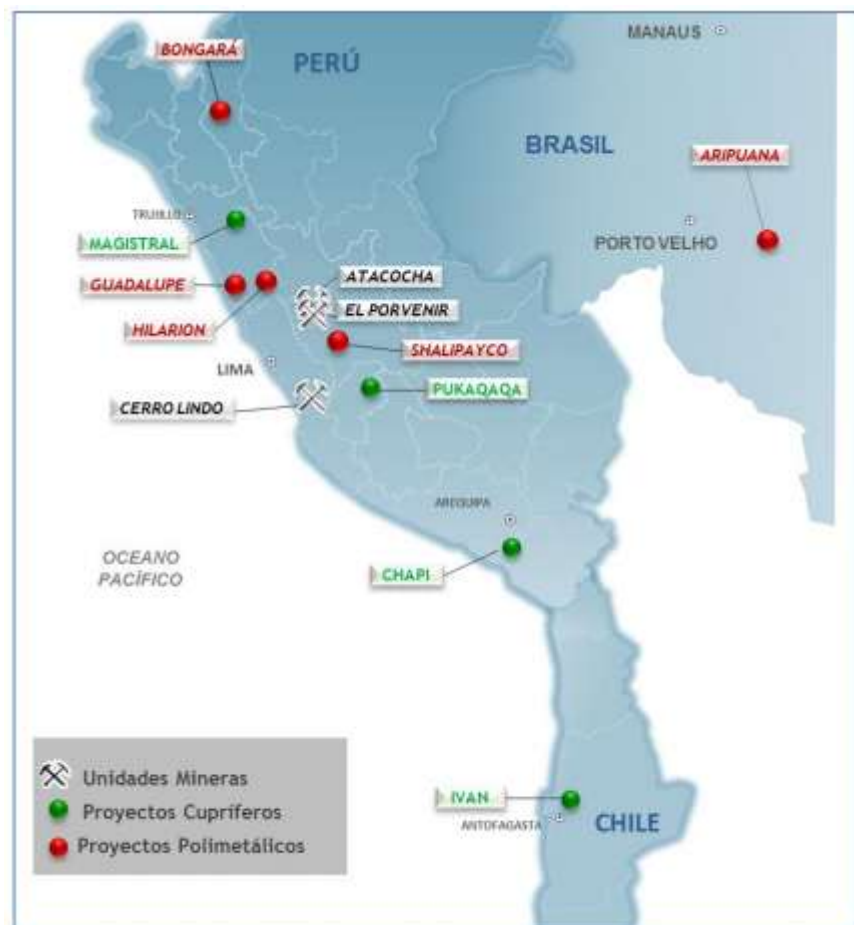 BONGARÁ
PERÚ
MANAUS
BRASIL
ARIPUANA
TRUJILLO
MAGISTRAL
PORTO VELHO
GUADALUPE
ATACOCHA
EL PORVENIR
HILARION
SHALIPAYCO
LIMA
PUKAQAQA
CERRO LINDO
AREQUIPA
OCEANO
PACÍFICO
CHAPI
Unidades Mineras
Proyectos Cupríferos
Proyectos Polimetálicos
IVAN
ANTOFAGASTA
CHILE